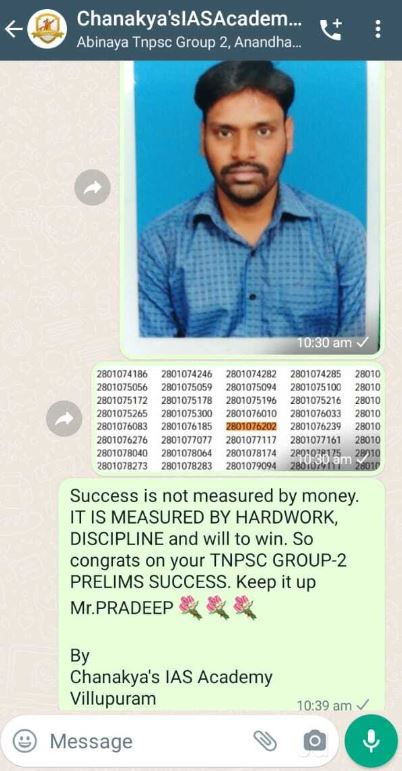 Chanakya'sIASAcadem...
Abinaya Tnpsc Group 2, Anandha...
10:30 am
2801074186 2801074246 2801074282 2801074285 28010
2801075056 2801075059 2801075094 2801075100 28010
2801075172 2801075178 2801075196 2801075216 28010
2801075265 2801075300 2801076010 2801076033 28010
2801076083 2801076185 2801076202 2801076239 28010
2801076276 2801077077 2801077117 2801077161 28010
2801078040 2801078064 2801078174 2801078175 28010
2801078273 2801078283 2801079094 2801079111 28010
10:30 am
Success is not measured by money.
IT IS MEASURED BY HARDWORK,
DISCIPLINE and will to win. So
congrats on your TNPSC GROUP-2
PRELIMS SUCCESS. Keep it up
Mr.PRADEEP 💐 💐 💐
By
Chanakya's IAS Academy
Villupuram
10:39 am
Message